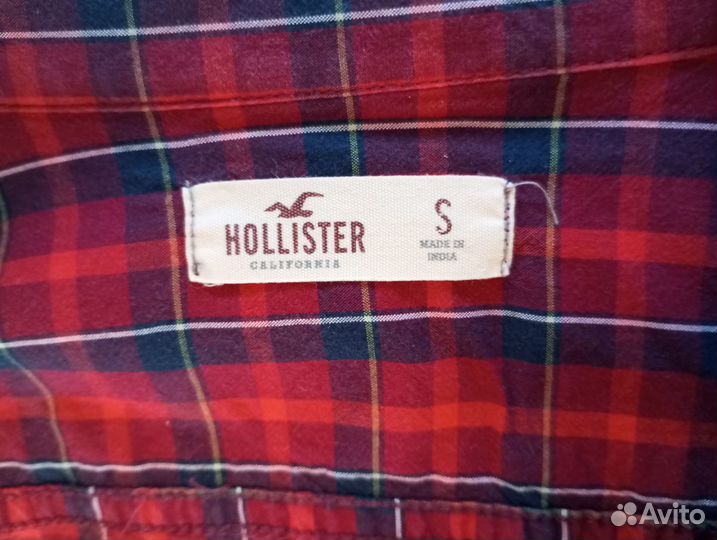 HOLLISTER
CALIFORNIA
S
MADE IN
INDIA
Avito